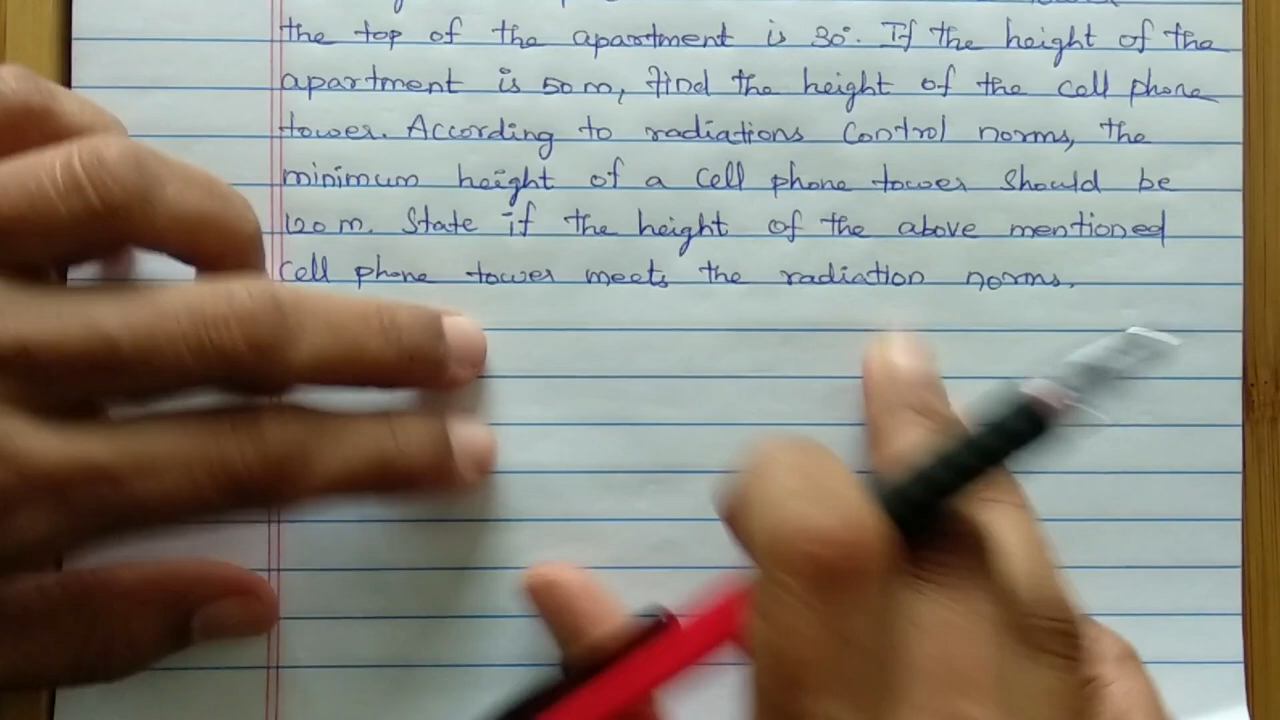 the top of the apartment is 30°. If the height of the
apartment is 50 m, find the height of the cell phone
tower. According to radiations control norms, the
minimum height of a cell phone tower should be
120 m. State if the height of the above mentioned
cell phone tower meets the radiation norms.